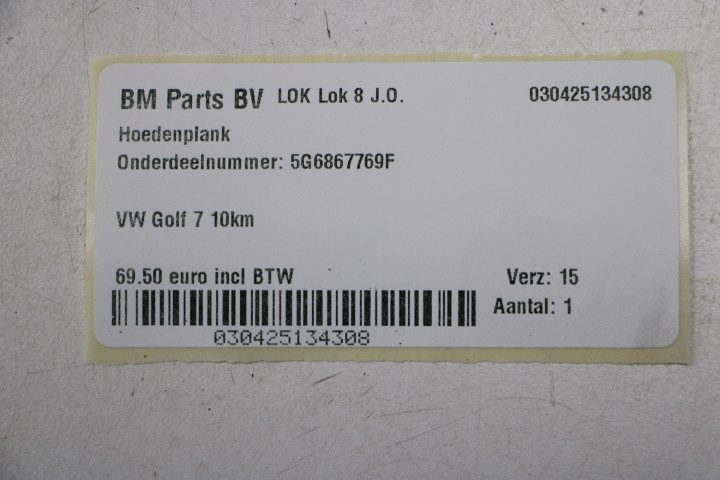 BM Parts BV LOK Lok 8 J.O. 030425134308
Hoedenplank
Onderdeelnummer: 5G6867769F
VW Golf 7 10km
69.50 euro incl BTW Verz: 15
Aantal: 1
030425134308